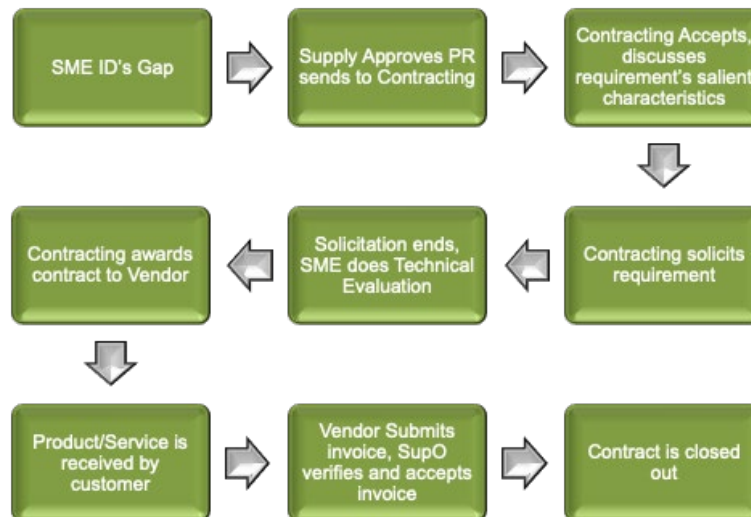 SME ID's Gap
Supply Approves PR
sends to Contracting
Contracting Accepts,
discusses
requirement's salient
characteristics
Contracting solicits
requirement
Solicitation ends,
SME does Technical
Evaluation
Contracting awards
contract to Vendor
Product/Service is
received by
customer
Vendor Submits
invoice, SupO
verifies and accepts
invoice
Contract is closed
out